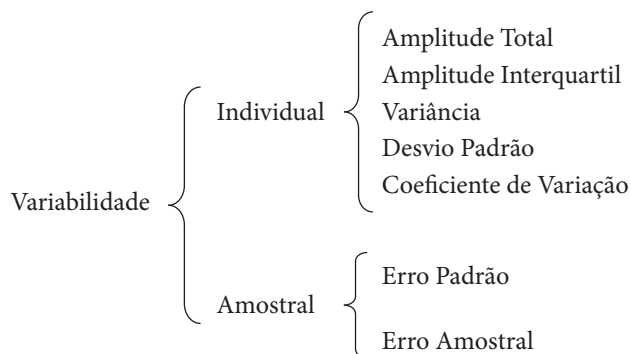 Variabilidade
Individual
Amplitude Total
Amplitude Interquartil
Variância
Desvio Padrão
Coeficiente de Variação
Amostral
Erro Padrão
Erro Amostral